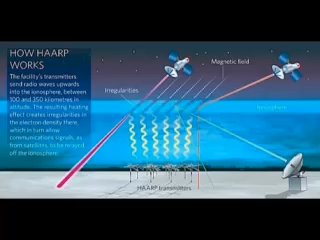 HOW HAARP
WORKS
The facility's transmitters
send radio waves upwards
into the ionosphere, between
100 and 350 kilometres in
altitude. The resulting heating
effect creates irregularities in
the electron density there,
which in turn allow
communications signals, as
from satellites, to be
off the ionosphere.
Magnetic field
Irregularities
Ionosphere
HAARP transmitters